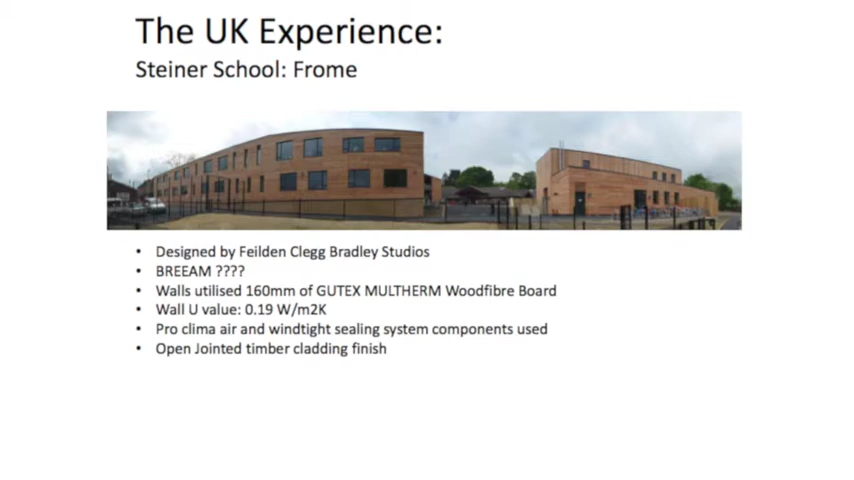 The UK Experience:
Steiner School: Frome
• Designed by Feilden Clegg Bradley Studios
• BREEAM ????
• Walls utilised 160mm of GUTEX MULTHERM Woodfibre Board
• Wall U value: 0.19 W/m2K
• Pro clima air and windtight sealing system components used
• Open Jointed timber cladding finish